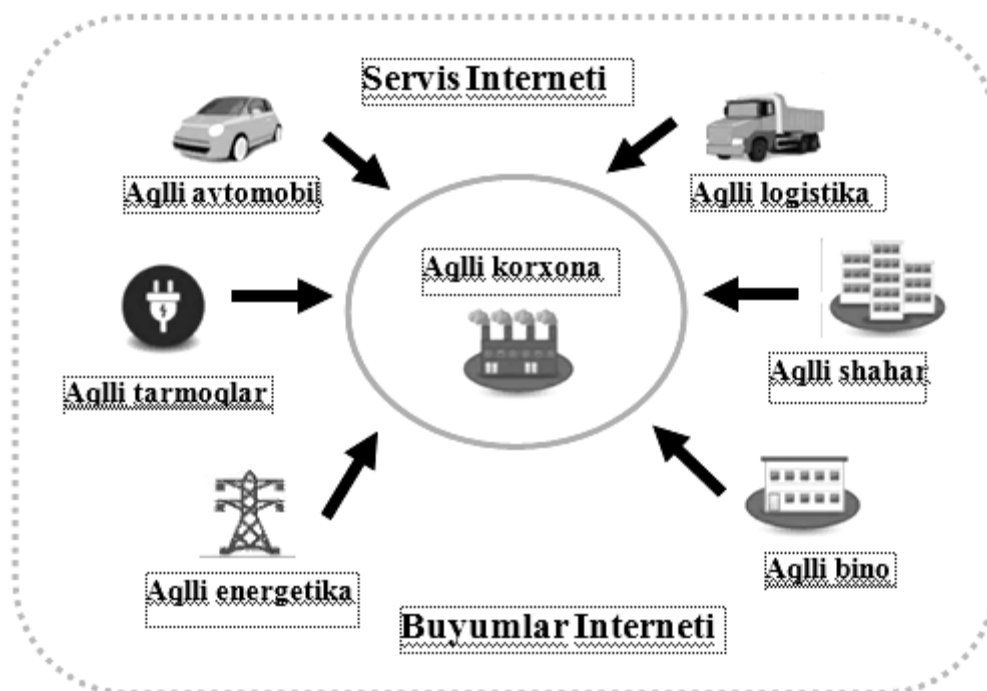 Servis Interneti
Aqlli avtomobil
Aqlli logistika
Aqlli korxona
Aqlli tarmoqlar
Aqlli shahar
Aqlli energetika
Aqlli bino
Buyumlar Interneti